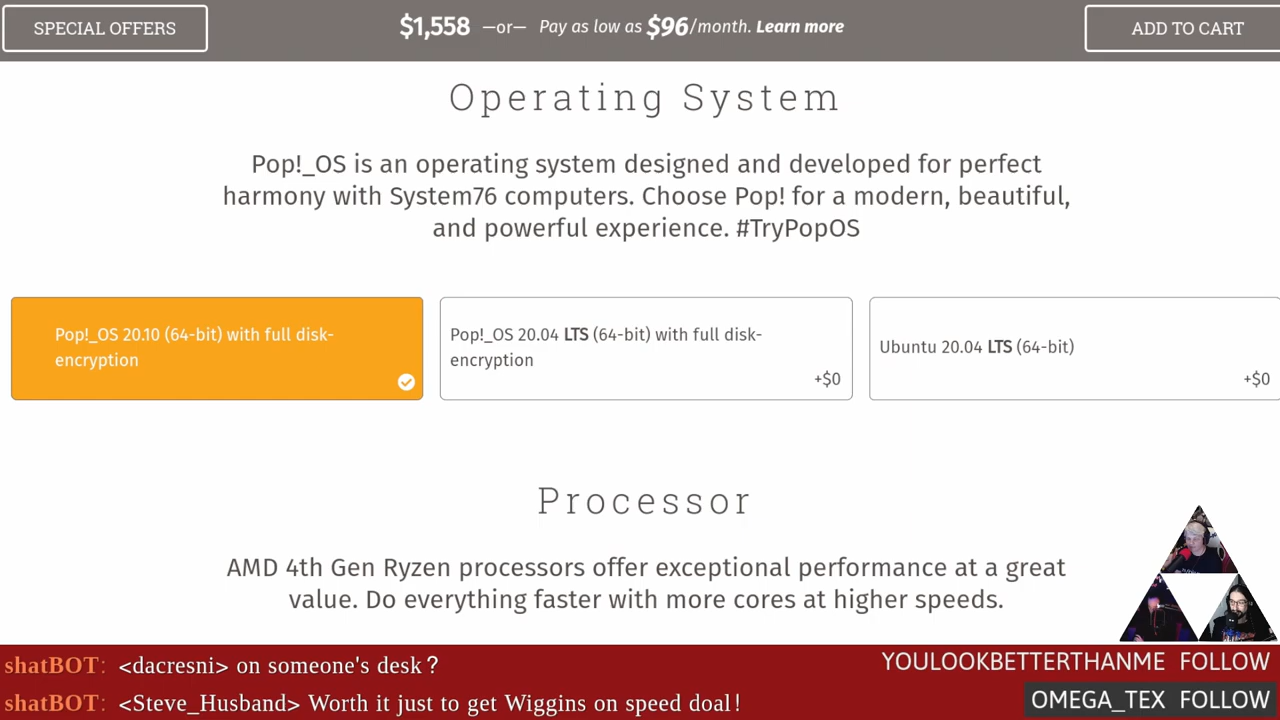 SPECIAL OFFERS
$1,558 —or— Pay as low as $96/month. Learn more
ADD TO CART
Operating System
Pop!_OS is an operating system designed and developed for perfect
harmony with System76 computers. Choose Pop! for a modern, beautiful,
and powerful experience. #TryPopOS
Pop!_OS 20.10 (64-bit) with full disk-
encryption
Pop!_OS 20.04 LTS (64-bit) with full disk-
encryption
+$0
Ubuntu 20.04 LTS (64-bit)
+$0
Processor
AMD 4th Gen Ryzen processors offer exceptional performance at a great
value. Do everything faster with more cores at higher speeds.
shatBOT: <dacresni> on someone's desk?
YOULOOKBETTERTHANME FOLLOW
shatBOT: <Steve_Husband> Worth it just to get Wiggins on speed doal!
OMEGA_TEX FOLLOW